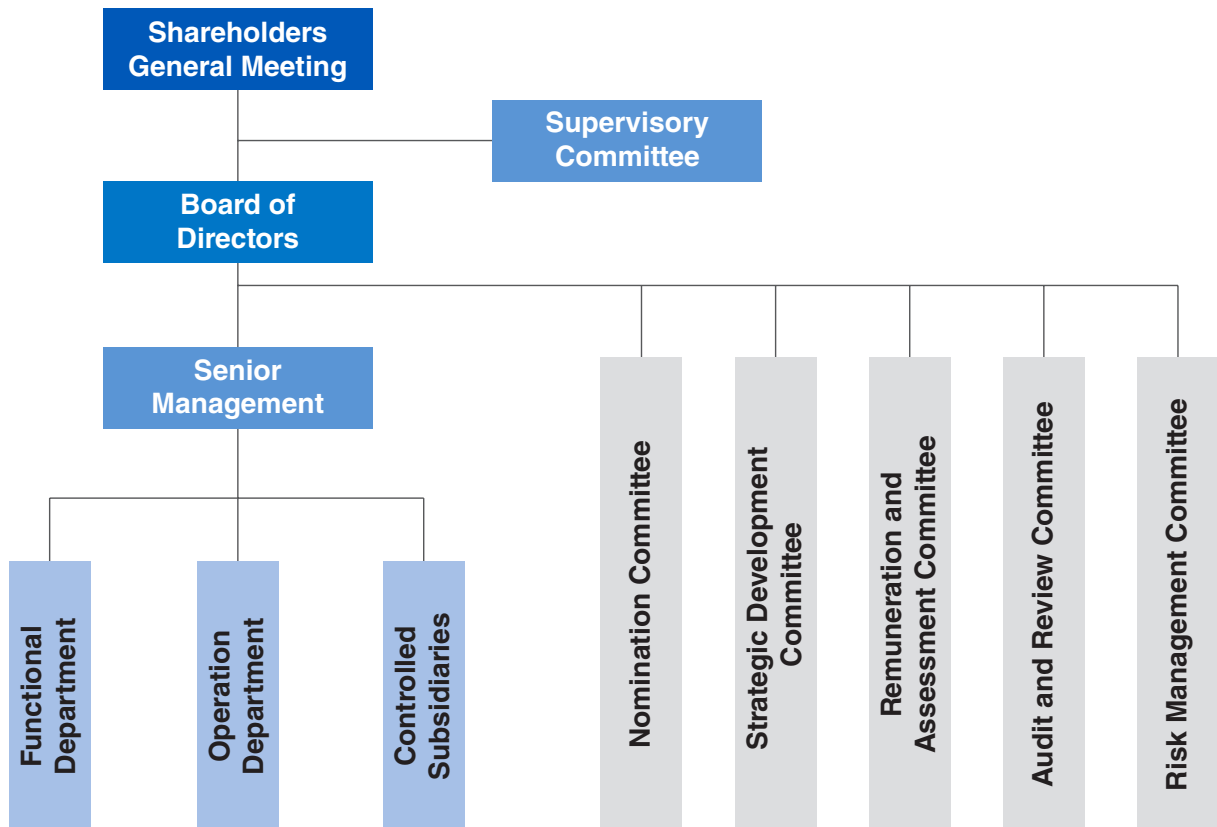 Shareholders
General Meeting
Supervisory
Committee
Board of
Directors
Senior
Management
Functional
Department
Operation
Department
Controlled
Subsidiaries
Nomination Committee
Strategic Development
Committee
Remuneration and
Assessment Committee
Audit and Review Committee
Risk Management Committee